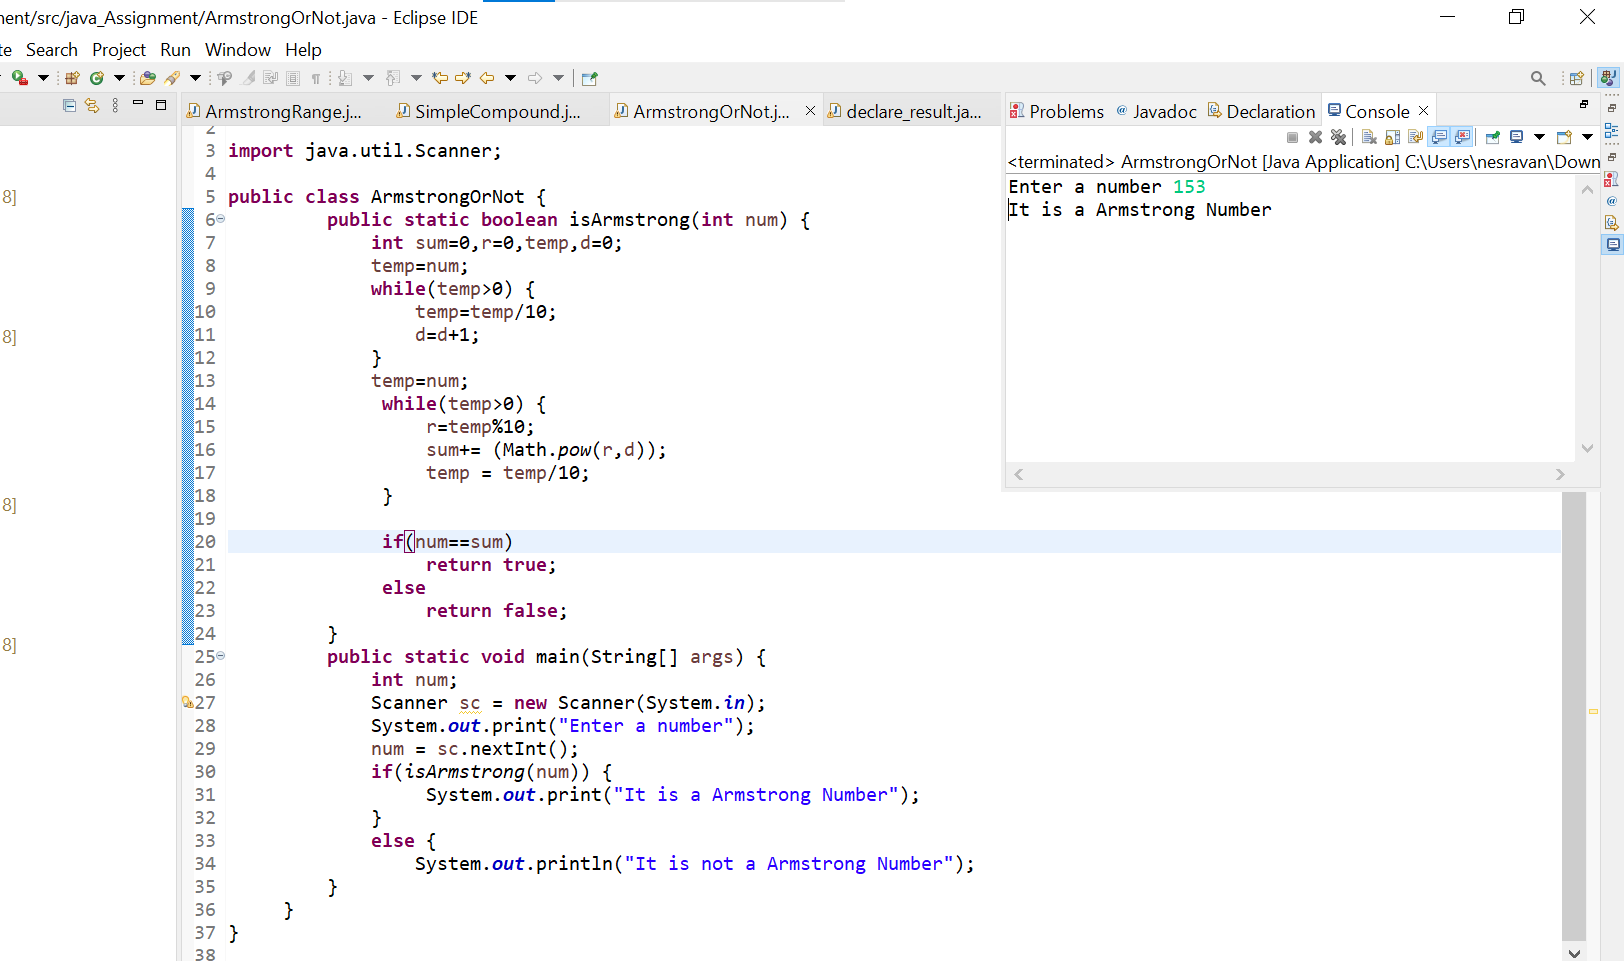 nent/src/java_Assignment/ArmstrongOrNot.java - Eclipse IDE
te Search Project Run Window Help
ArmstrongRange.j... SimpleCompound.j... ArmstrongOrNot.j... declare_result.ja...
Problems @ Javadoc Declaration Console
<terminated> ArmstrongOrNot [Java Application] C:\Users\nesravan\Down
Enter a number 153
It is a Armstrong Number
8]
8]
8]
8]
2
3 import java.util.Scanner;
4
5 public class ArmstrongOrNot {
6 public static boolean isArmstrong(int num) {
7 int sum=0,r=0,temp,d=0;
8 temp=num;
9 while(temp>0) {
10 temp=temp/10;
11 d=d+1;
12 }
13 temp=num;
14 while(temp>0) {
15 r=temp%10;
16 sum+= (Math.pow(r,d));
17 temp = temp/10;
18 }
19
20 if(num==sum)
21 return true;
22 else
23 return false;
24 }
25 public static void main(String[] args) {
26 int num;
27 Scanner sc = new Scanner(System.in);
28 System.out.print("Enter a number");
29 num = sc.nextInt();
30 if(isArmstrong(num)) {
31 System.out.print("It is a Armstrong Number");
32 }
33 else {
34 System.out.println("It is not a Armstrong Number");
35 }
36 }
37 }
38